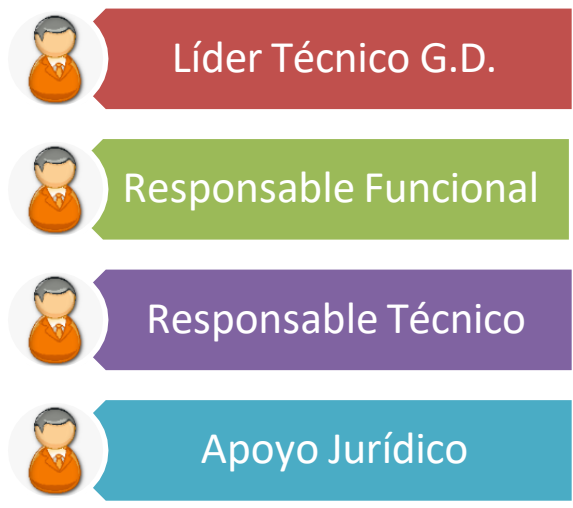 Líder Técnico G.D.
Responsable Funcional
Responsable Técnico
Apoyo Jurídico